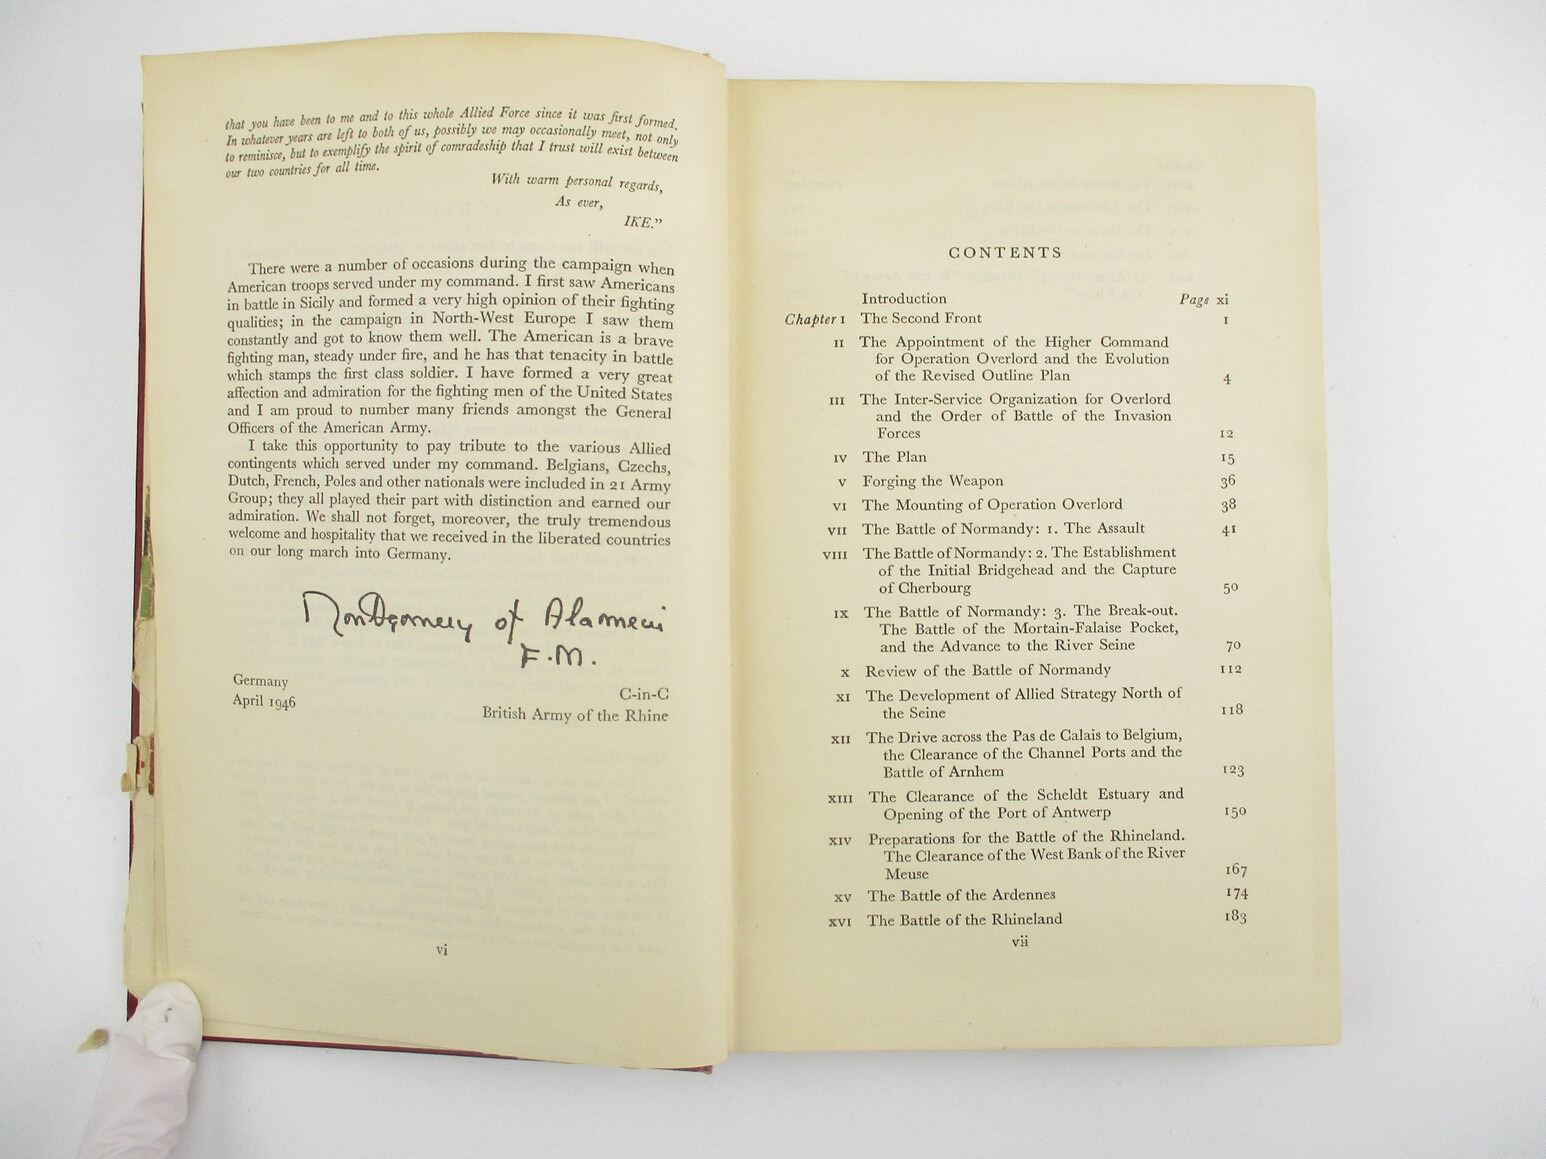 that you have been to me and to this whole Allied Force since it was first formed.
In whatever years are left to both of us, possibly we may occasionally meet, not only
to reminisce, but to exemplify the spirit of comradeship that I trust will exist between
our two countries for all time.
With warm personal regards,
As ever,
IKE.”
There were a number of occasions during the campaign when
American troops served under my command. I first saw Americans
in battle in Sicily and formed a very high opinion of their fighting
qualities; in the campaign in North-West Europe I saw them
constantly and got to know them well. The American is a brave
fighting man, steady under fire, and he has that tenacity in battle
which stamps the first class soldier. I have formed a very great
affection and admiration for the fighting men of the United States
and I am proud to number many friends amongst the General
Officers of the American Army.
I take this opportunity to pay tribute to the various Allied
contingents which served under my command. Belgians, Czechs,
Dutch, French, Poles and other nationals were included in 21 Army
Group; they all played their part with distinction and earned our
admiration. We shall not forget, moreover, the truly tremendous
welcome and hospitality that we received in the liberated countries
on our long march into Germany.
Montgomery of Alamein
F.M.
Germany
April 1946
C-in-C
British Army of the Rhine
vi
CONTENTS
Introduction Page xi
Chapter I The Second Front 1
II The Appointment of the Higher Command
for Operation Overlord and the Evolution
of the Revised Outline Plan 4
III The Inter-Service Organization for Overlord
and the Order of Battle of the Invasion
Forces 12
IV The Plan 15
V Forging the Weapon 36
VI The Mounting of Operation Overlord 38
VII The Battle of Normandy: 1. The Assault 41
VIII The Battle of Normandy: 2. The Establishment
of the Initial Bridgehead and the Capture
of Cherbourg 50
IX The Battle of Normandy: 3. The Break-out.
The Battle of the Mortain-Falaise Pocket,
and the Advance to the River Seine 70
X Review of the Battle of Normandy 112
XI The Development of Allied Strategy North of
the Seine 118
XII The Drive across the Pas de Calais to Belgium,
the Clearance of the Channel Ports and the
Battle of Arnhem 123
XIII The Clearance of the Scheldt Estuary and
Opening of the Port of Antwerp 150
XIV Preparations for the Battle of the Rhineland.
The Clearance of the West Bank of the River
Meuse 167
XV The Battle of the Ardennes 174
XVI The Battle of the Rhineland 183
vii